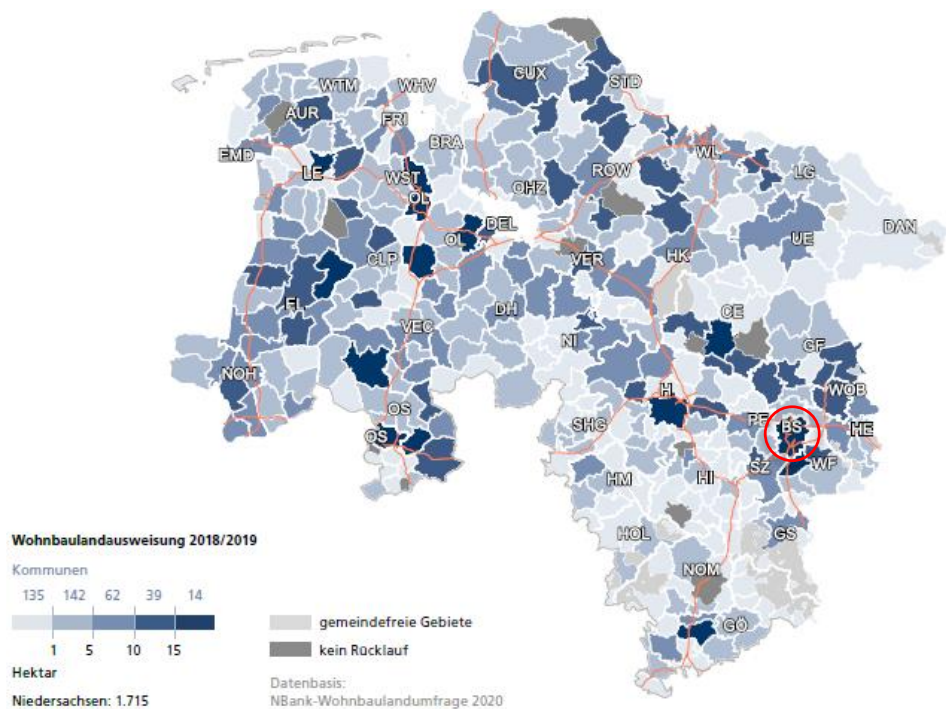 CUX
STD
WTM
WHV
AUR
FRI
BRA
EMD
WL
LE
WST
OHZ
ROW
LG
OL
DEL
DAN
OL
UE
CLP
VER
HK
EL
DH
CE
VEC
NI
GF
NOH
WOB
OS
H
SHG
PE
BS
HE
OS
SZ
WF
HM
HI
HOL
GS
NOM
GÖ
Wohnbaulandausweisung 2018/2019
Kommunen
135 142 62 39 14
1 5 10 15
Hektar
Niedersachsen: 1.715
gemeindefreie Gebiete
kein Rücklauf
Datenbasis:
NBank-Wohnbaulandumfrage 2020